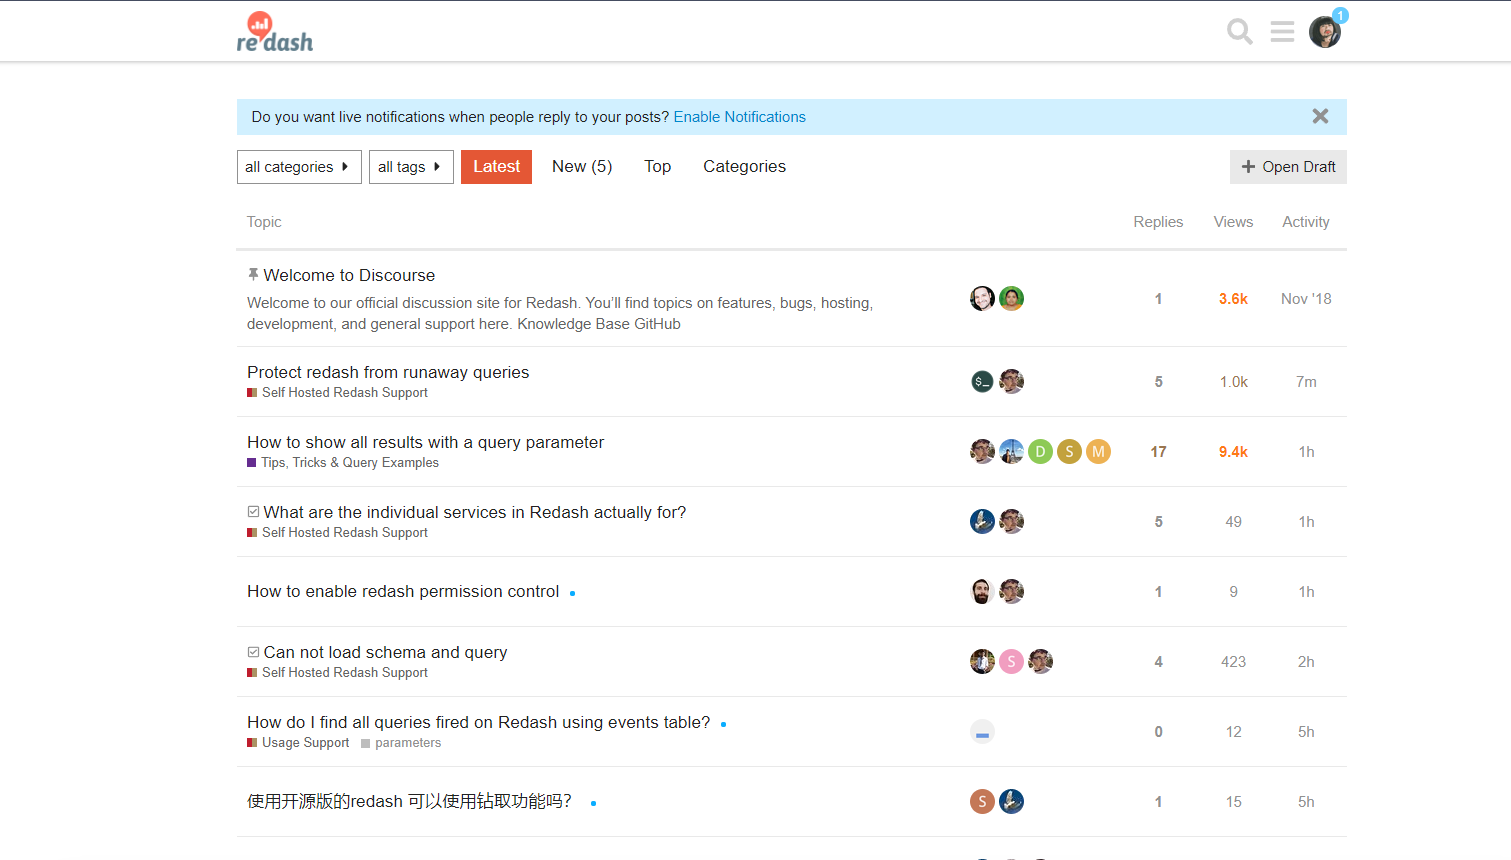 redash
1
Do you want live notifications when people reply to your posts? Enable Notifications
all categories
all tags
Latest
New (5)
Top
Categories
Open Draft
Topic
Replies
Views
Activity
Welcome to Discourse
Welcome to our official discussion site for Redash. You’ll find topics on features, bugs, hosting,
development, and general support here. Knowledge Base GitHub
1
3.6k
Nov '18
Protect redash from runaway queries
Self Hosted Redash Support
$_
5
1.0k
7m
How to show all results with a query parameter
Tips, Tricks & Query Examples
D
S
M
17
9.4k
1h
What are the individual services in Redash actually for?
Self Hosted Redash Support
5
49
1h
How to enable redash permission control
1
9
1h
Can not load schema and query
Self Hosted Redash Support
S
4
423
2h
How do I find all queries fired on Redash using events table?
Usage Support
parameters
0
12
5h
使用开源版的redash 可以使用钻取功能吗？
S
1
15
5h